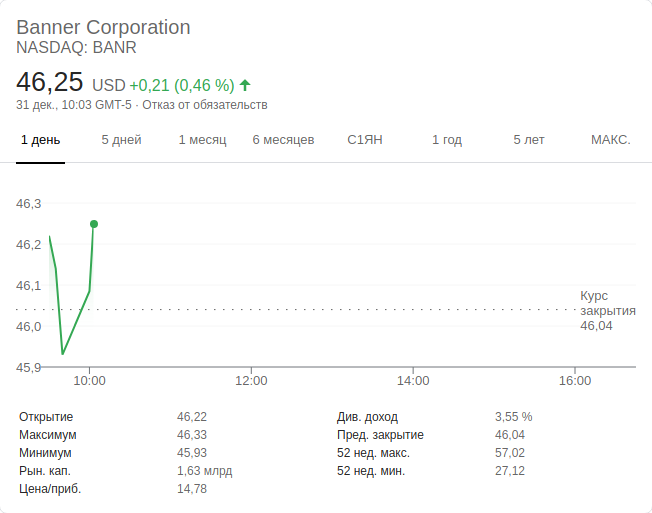 Banner Corporation
NASDAQ: BANR
46,25 USD +0,21 (0,46 %)
31 дек., 10:03 GMT-5 · Отказ от обязательств
1 день 5 дней 1 месяц 6 месяцев С1ЯН 1 год 5 лет МАКС.
46,3
46,2
46,1
46,0
45,9
Курс
закрытия
46,04
10:00 12:00 14:00 16:00
Открытие 46,22 Див. доход 3,55 %
Максимум 46,33 Пред. закрытие 46,04
Минимум 45,93 52 нед. макс. 57,02
Рын. кап. 1,63 млрд 52 нед. мин. 27,12
Цена/приб. 14,78